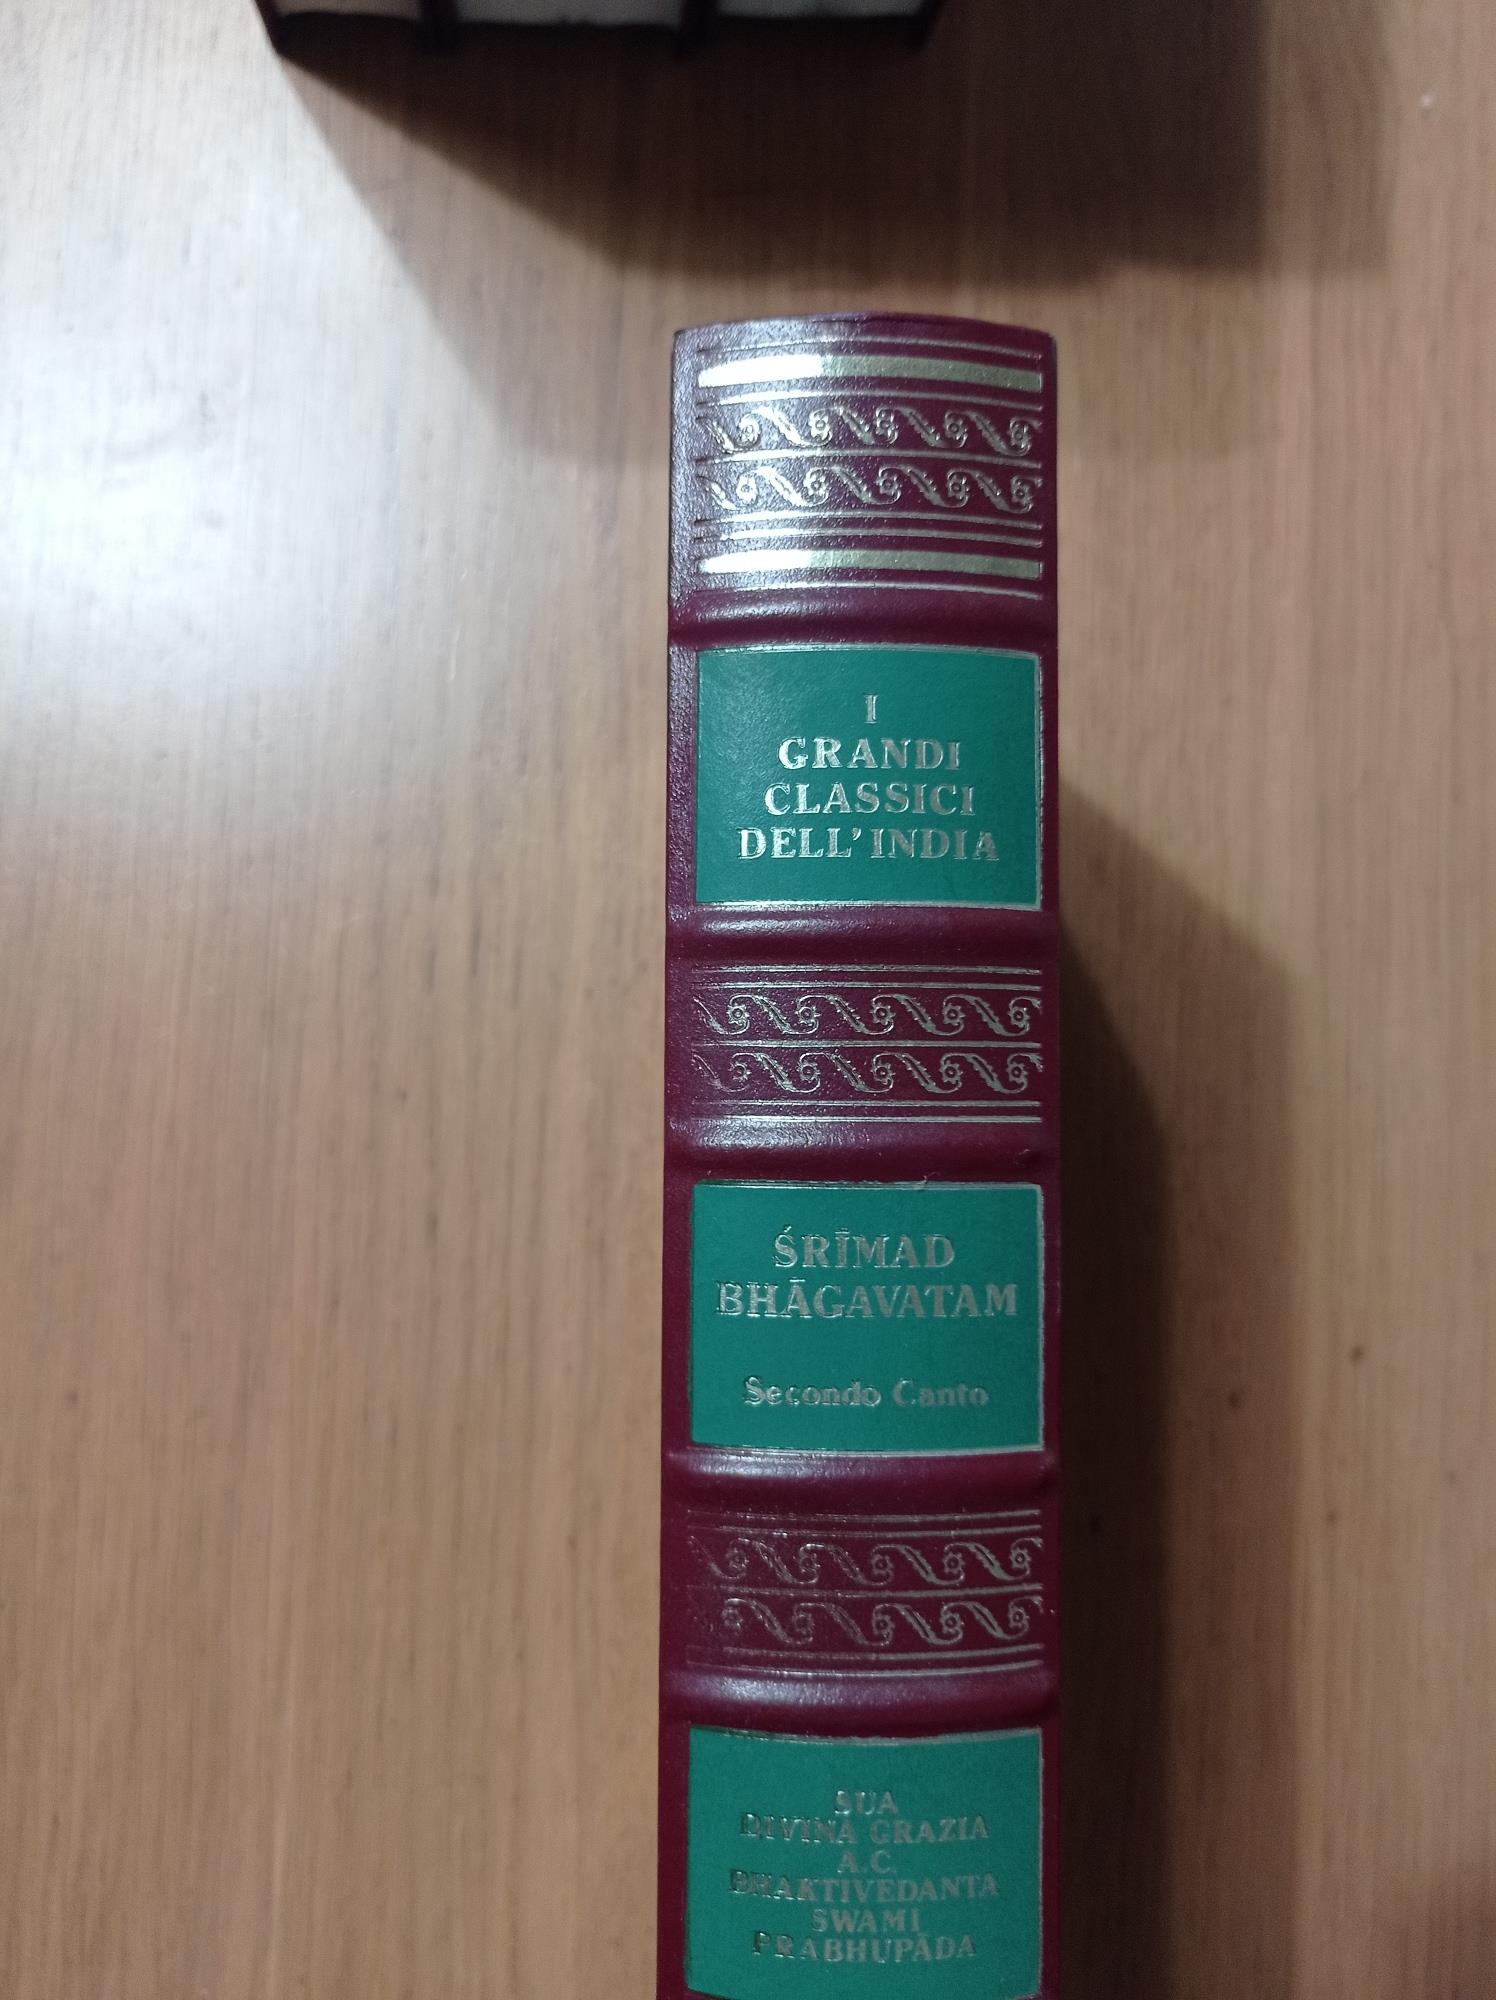 I
GRANDI
CLASSICI
DELL'INDIA
ŚRĪMAD
BHĀGAVATAM
Secondo Canto
SUA
DIVINA GRAZIA
A.C.
BHAKTIVEDANTA
SWAMI
PRABHUPĀDA